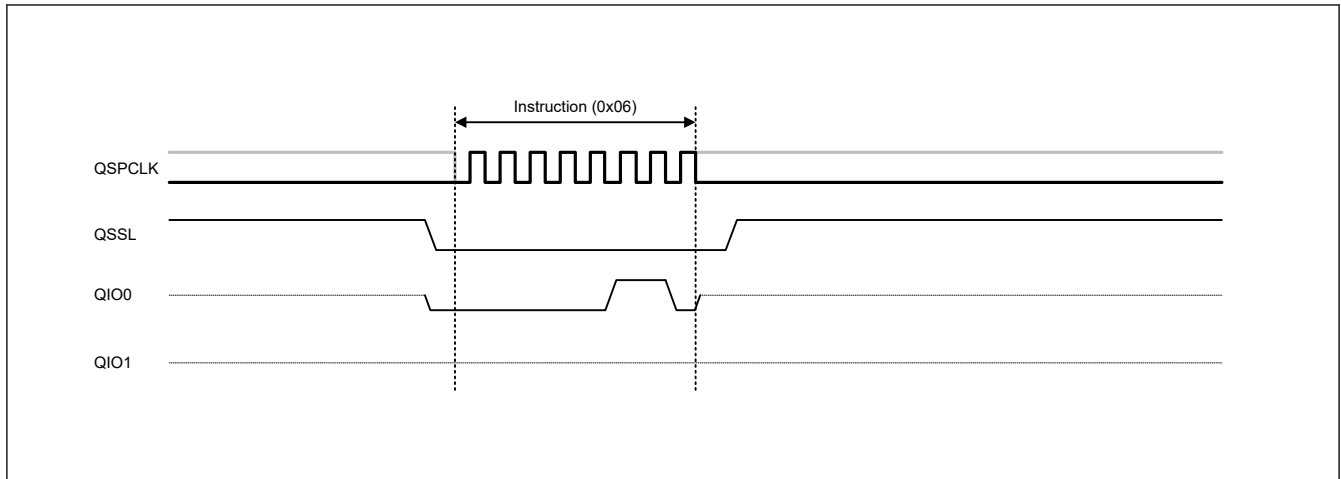 Instruction (0x06)
QSPCLK
QSSL
QIO0
QIO1